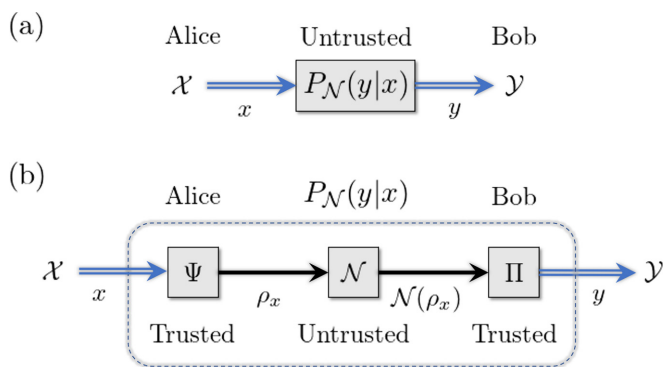 (a)
Alice Untrusted Bob
𝒳 x P_𝒩(y|x) y 𝒴
(b)
Alice P_𝒩(y|x) Bob
𝒳 x Ψ ρ_x 𝒩 𝒩(ρ_x) Π y 𝒴
Trusted Untrusted Trusted